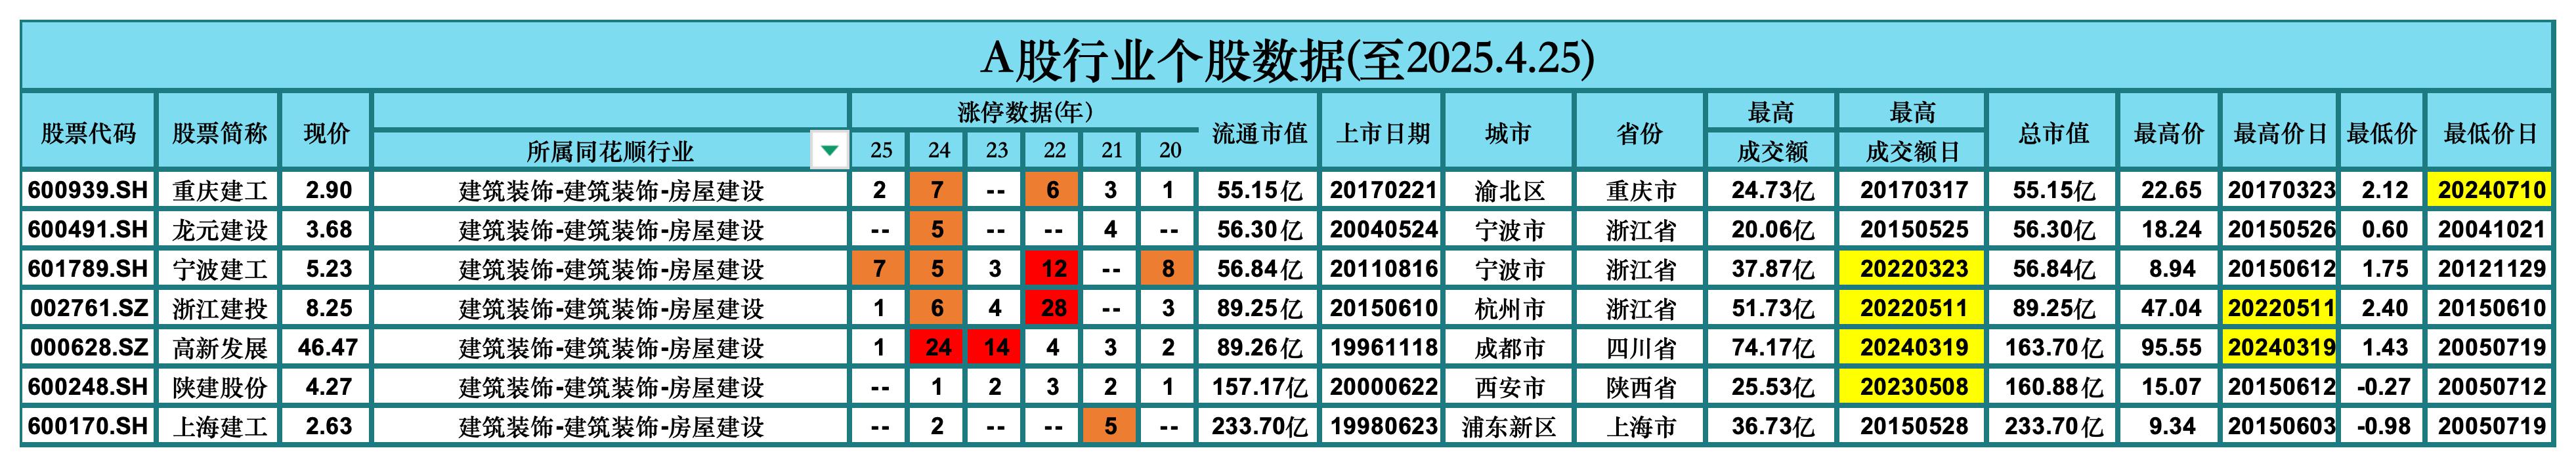 A股行业个股数据(至2025.4.25)
股票代码 股票简称 现价 所属同花顺行业 涨停数据(年) 流通市值 上市日期 城市 省份 最高成交额 最高成交额日 总市值 最高价 最高价日 最低价 最低价日
25 24 23 22 21 20
600939.SH 重庆建工 2.90 建筑装饰-建筑装饰-房屋建设 2 7 -- 6 3 1 55.15亿 20170221 渝北区 重庆市 24.73亿 20170317 55.15亿 22.65 20170323 2.12 20240710
600491.SH 龙元建设 3.68 建筑装饰-建筑装饰-房屋建设 -- 5 -- -- 4 -- 56.30亿 20040524 宁波市 浙江省 20.06亿 20150525 56.30亿 18.24 20150526 0.60 20041021
601789.SH 宁波建工 5.23 建筑装饰-建筑装饰-房屋建设 7 5 3 12 -- 8 56.84亿 20110816 宁波市 浙江省 37.87亿 20220323 56.84亿 8.94 20150612 1.75 20121129
002761.SZ 浙江建投 8.25 建筑装饰-建筑装饰-房屋建设 1 6 4 28 -- 3 89.25亿 20150610 杭州市 浙江省 51.73亿 20220511 89.25亿 47.04 20220511 2.40 20150610
000628.SZ 高新发展 46.47 建筑装饰-建筑装饰-房屋建设 1 24 14 4 3 2 89.26亿 19961118 成都市 四川省 74.17亿 20240319 163.70亿 95.55 20240319 1.43 20050719
600248.SH 陕建股份 4.27 建筑装饰-建筑装饰-房屋建设 -- 1 2 3 2 1 157.17亿 20000622 西安市 陕西省 25.53亿 20230508 160.88亿 15.07 20150612 -0.27 20050712
600170.SH 上海建工 2.63 建筑装饰-建筑装饰-房屋建设 -- 2 -- -- 5 -- 233.70亿 19980623 浦东新区 上海市 36.73亿 20150528 233.70亿 9.34 20150603 -0.98 20050719